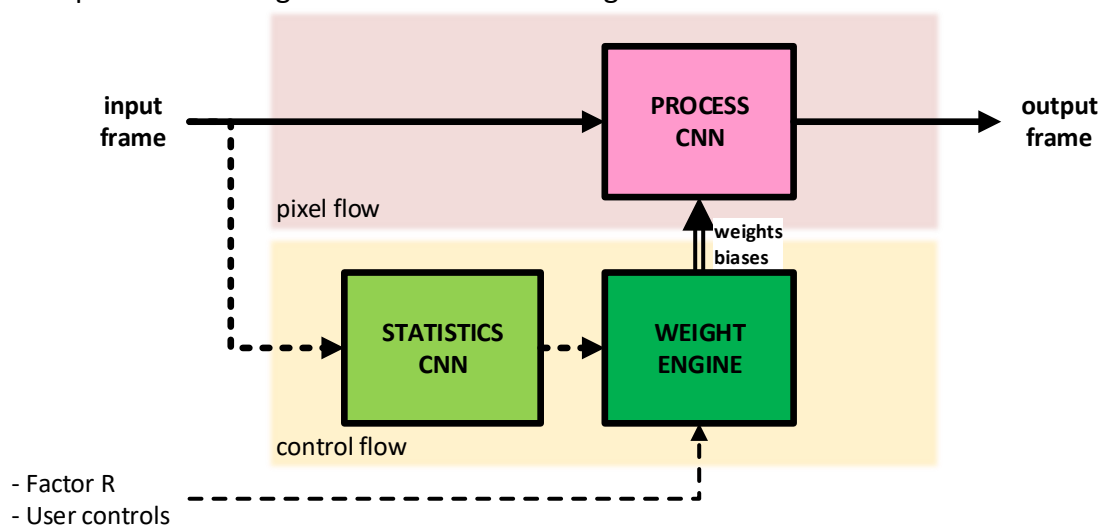 input
frame
PROCESS
CNN
output
frame
pixel flow
weights
biases
STATISTICS
CNN
WEIGHT
ENGINE
control flow
- Factor R
- User controls